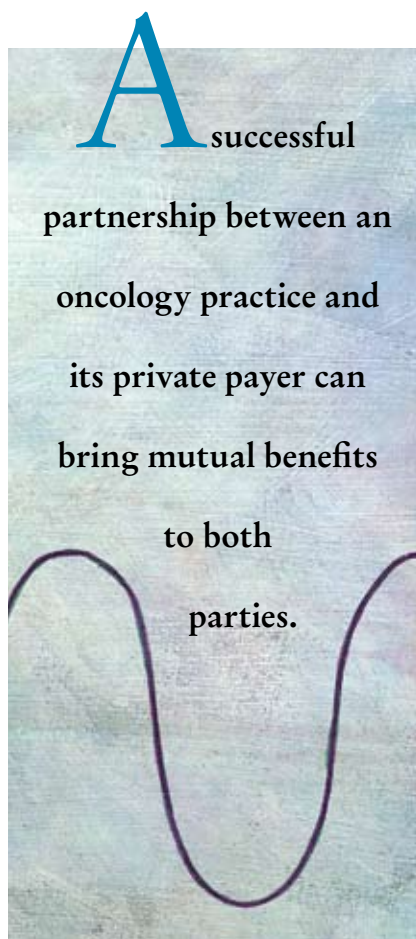 A successful
partnership between an
oncology practice and
its private payer can
bring mutual benefits
to both
parties.